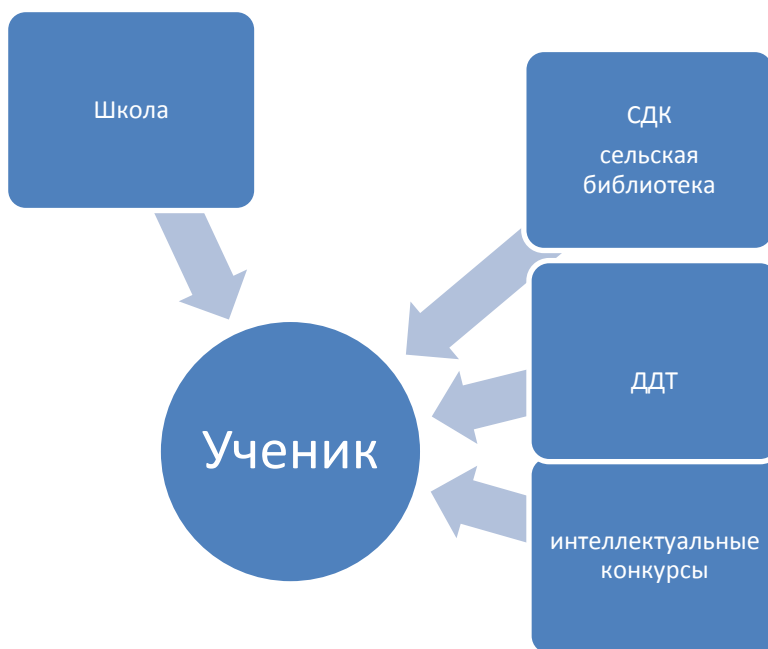 Школа
СДК
сельская
библиотека
ДДТ
Ученик
интеллектуальные
конкурсы